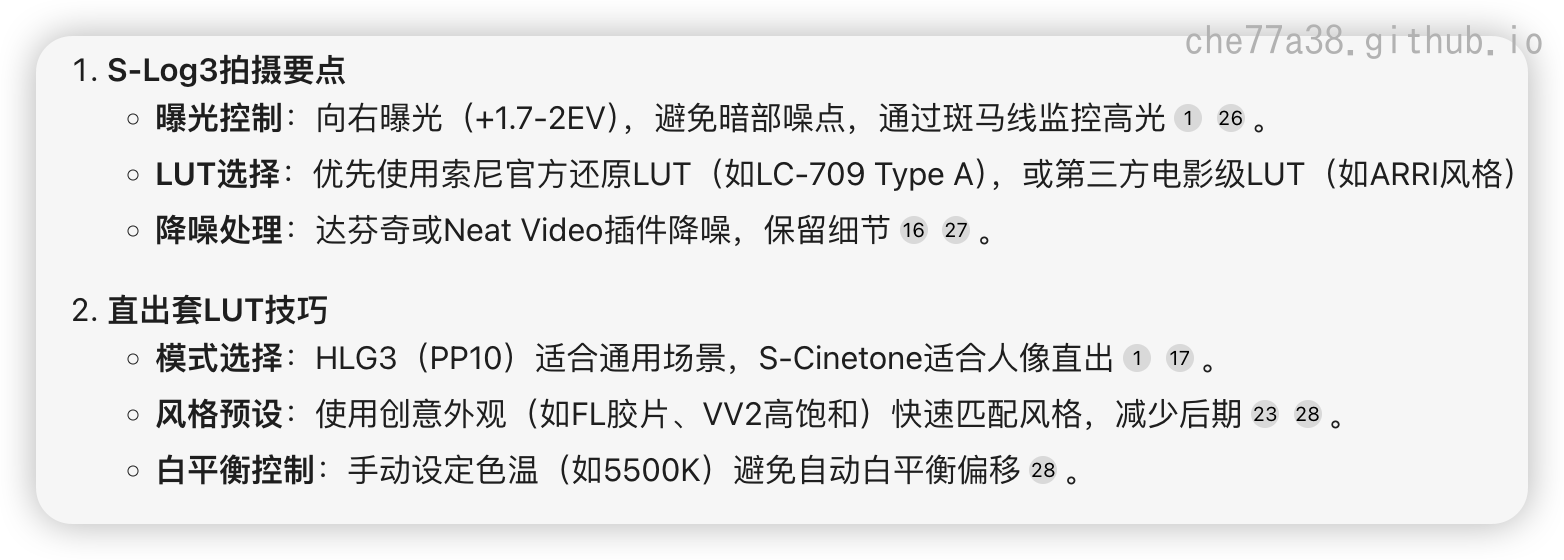 che77a38.github.io
1. S-Log3拍摄要点
◦ 曝光控制：向右曝光（+1.7-2EV），避免暗部噪点，通过斑马线监控高光 1 26 。
◦ LUT选择：优先使用索尼官方还原LUT（如LC-709 Type A），或第三方电影级LUT（如ARRI风格）
◦ 降噪处理：达芬奇或Neat Video插件降噪，保留细节 16 27 。
2. 直出套LUT技巧
◦ 模式选择：HLG3（PP10）适合通用场景，S-Cinetone适合人像直出 1 17 。
◦ 风格预设：使用创意外观（如FL胶片、VV2高饱和）快速匹配风格，减少后期 23 28 。
◦ 白平衡控制：手动设定色温（如5500K）避免自动白平衡偏移 28 。